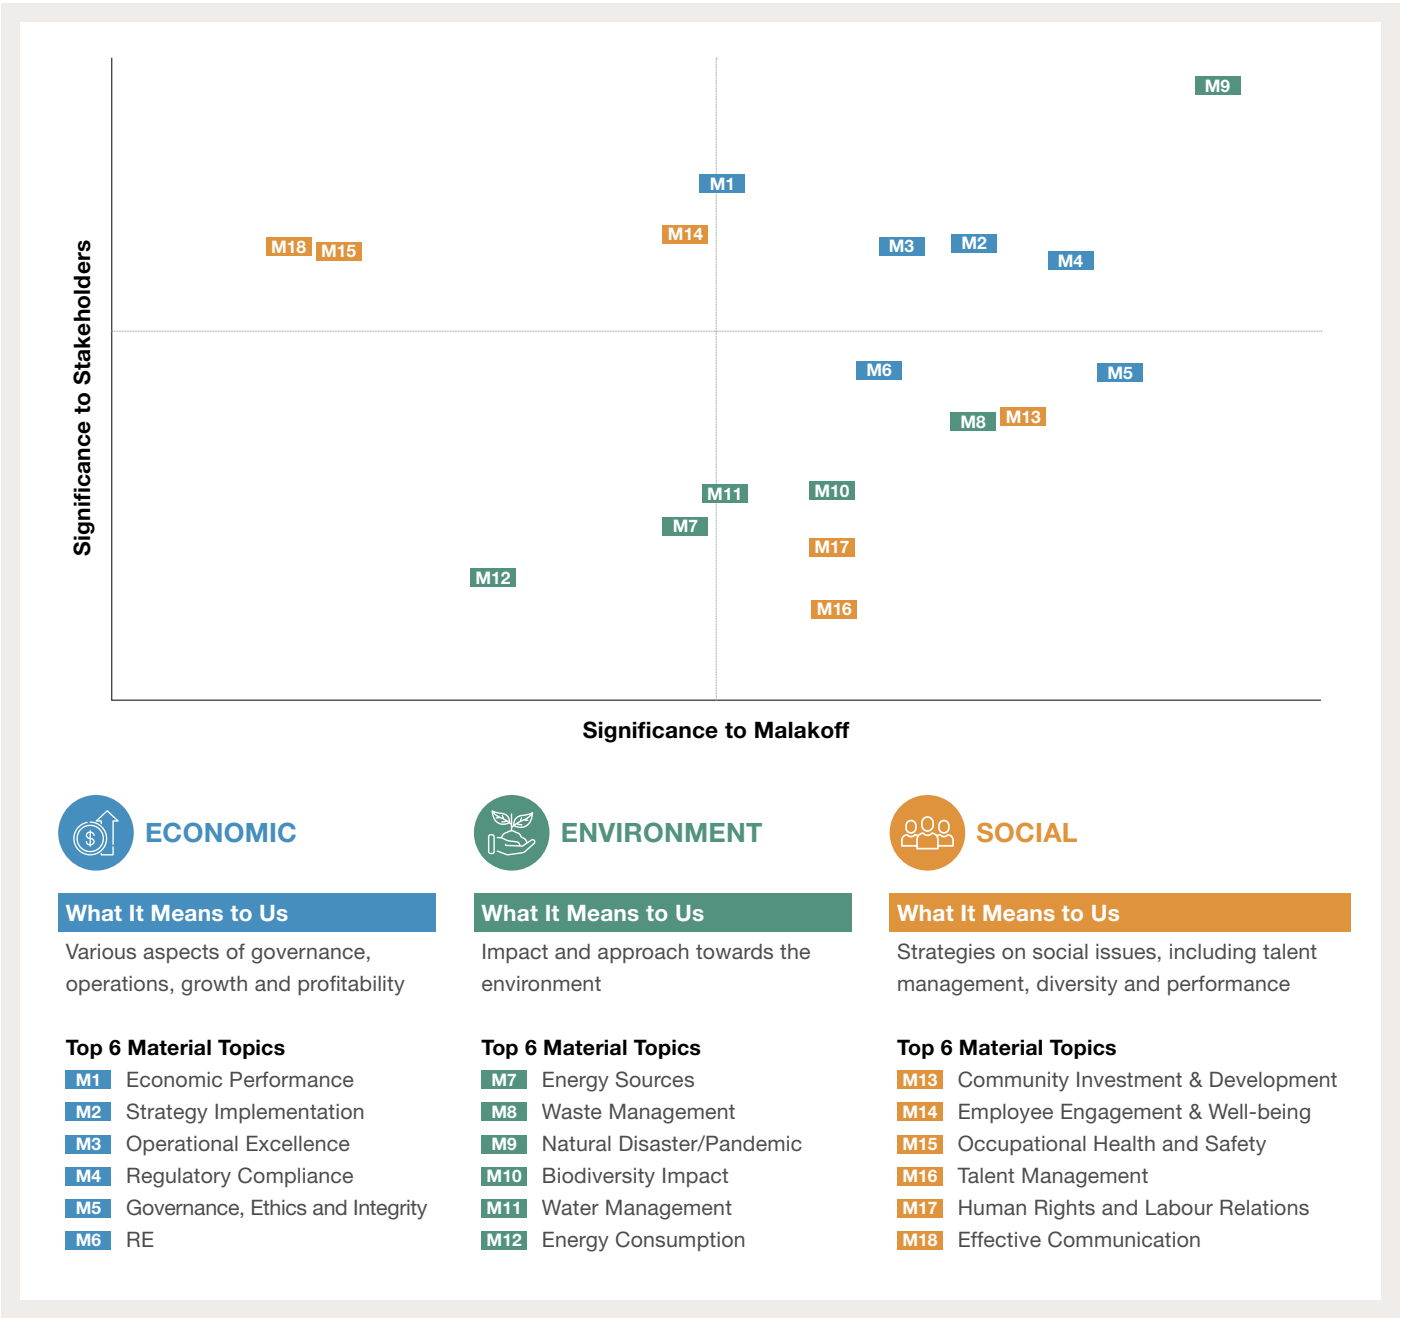 M9
M1
M14
M18
M15
M3
M2
M4
Significance to Stakeholders
M6
M5
M8
M13
M11
M10
M7
M17
M12
M16
Significance to Malakoff
$
ECONOMIC
What It Means to Us
Various aspects of governance,
operations, growth and profitability
Top 6 Material Topics
M1 Economic Performance
M2 Strategy Implementation
M3 Operational Excellence
M4 Regulatory Compliance
M5 Governance, Ethics and Integrity
M6 RE
ENVIRONMENT
What It Means to Us
Impact and approach towards the
environment
Top 6 Material Topics
M7 Energy Sources
M8 Waste Management
M9 Natural Disaster/Pandemic
M10 Biodiversity Impact
M11 Water Management
M12 Energy Consumption
SOCIAL
What It Means to Us
Strategies on social issues, including talent
management, diversity and performance
Top 6 Material Topics
M13 Community Investment & Development
M14 Employee Engagement & Well-being
M15 Occupational Health and Safety
M16 Talent Management
M17 Human Rights and Labour Relations
M18 Effective Communication